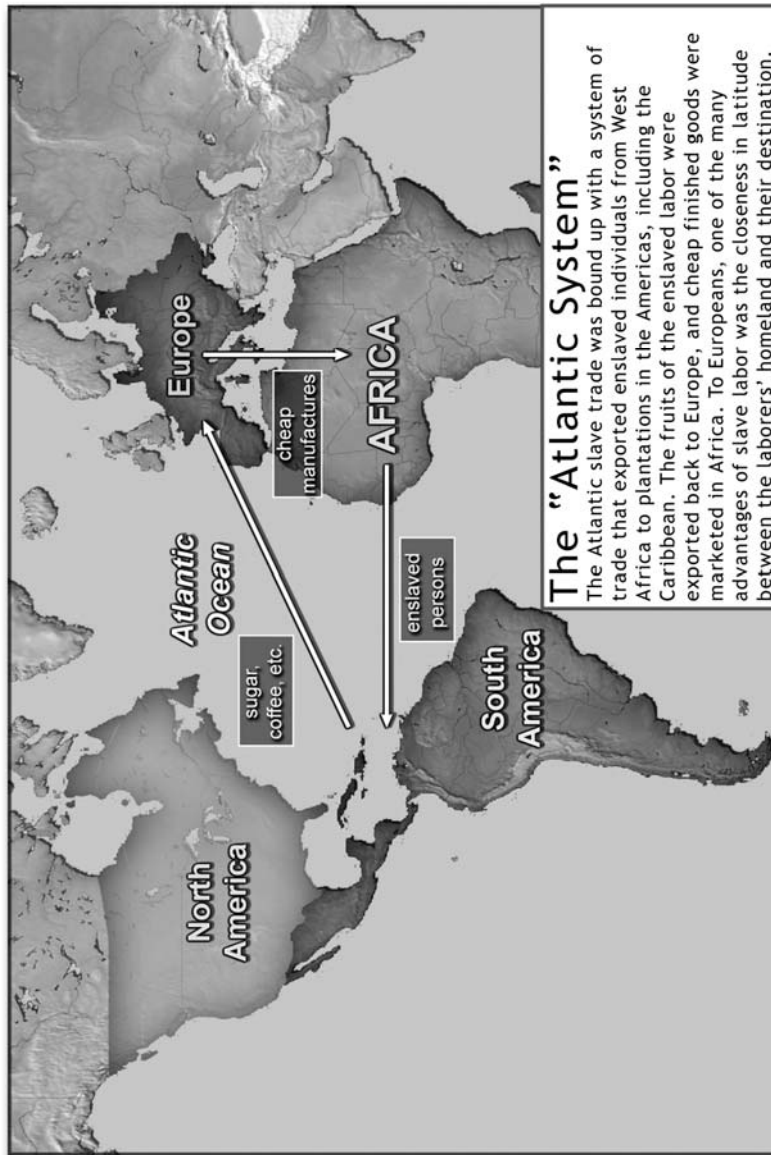 North
America
Atlantic
Ocean
Europe
sugar,
coffee, etc.
cheap
manufactures
AFRICA
enslaved
persons
South
America
The "Atlantic System"
The Atlantic slave trade was bound up with a system of
trade that exported enslaved individuals from West
Africa to plantations in the Americas, including the
Caribbean. The fruits of the enslaved labor were
exported back to Europe, and cheap finished goods were
marketed in Africa. To Europeans, one of the many
advantages of slave labor was the closeness in latitude
between the laborers' homeland and their destination.